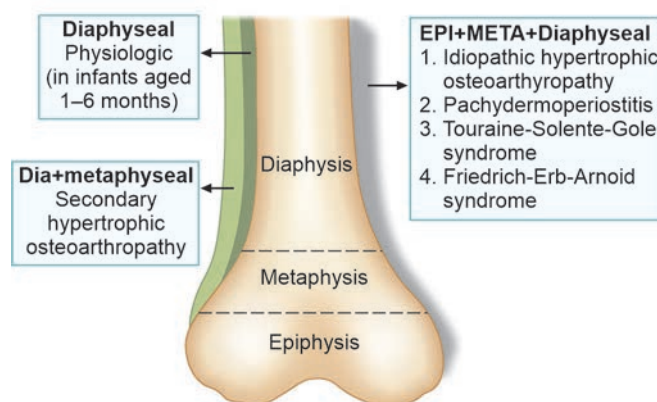 Diaphyseal
Physiologic
(in infants aged
1–6 months)
Dia+metaphyseal
Secondary
hypertrophic
osteoarthropathy
EPI+META+Diaphyseal
1. Idiopathic hypertrophic
osteoarthyropathy
2. Pachydermoperiostitis
3. Touraine-Solente-Gole
syndrome
4. Friedrich-Erb-Arnoid
syndrome
Diaphysis
Metaphysis
Epiphysis